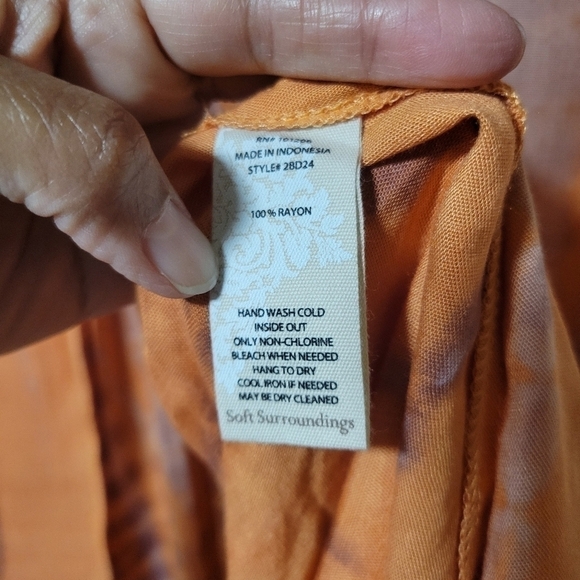 MADE IN INDONESIA
STYLE# 2BD24
100% RAYON
HAND WASH COLD
INSIDE OUT
ONLY NON-CHLORINE
BLEACH WHEN NEEDED
HANG TO DRY
COOL IRON IF NEEDED
MAY BE DRY CLEANED
Soft Surroundings